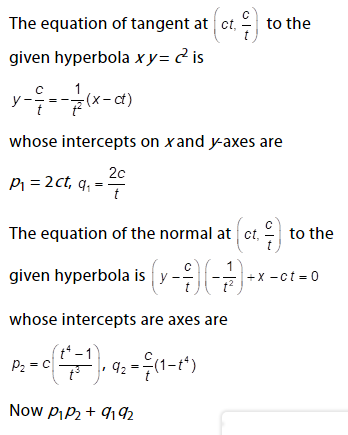 The equation of tangent at (ct, c/t) to the
given hyperbola x y = c² is
y − c/t = − 1/t² (x − ct)
whose intercepts on x and y-axes are
p₁ = 2ct, q₁ = 2c/t
The equation of the normal at (ct, c/t) to the
given hyperbola is (y − c/t)(− 1/t²) + x − ct = 0
whose intercepts are axes are
p₂ = c((t⁴ − 1)/t³), q₂ = c/t (1 − t⁴)
Now p₁p₂ + q₁q₂